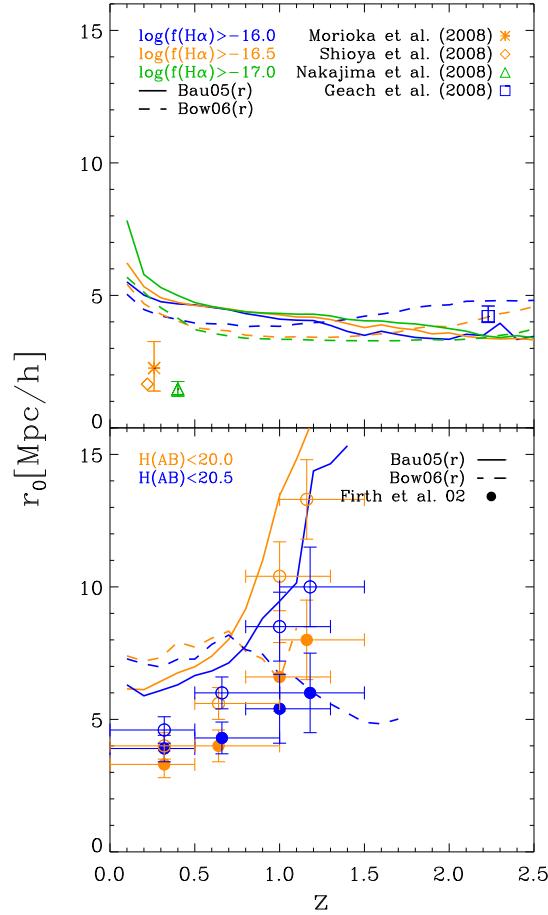 log(f(Hα)>−16.0
log(f(Hα)>−16.5
log(f(Hα)>−17.0
Bau05(r)
Bow06(r)
Morioka et al. (2008)
Shioya et al. (2008)
Nakajima et al. (2008)
Geach et al. (2008)
15
10
5
0
r0[Mpc/h]
H(AB)<20.0
H(AB)<20.5
Bau05(r)
Bow06(r)
Firth et al. 02
15
10
5
0
0.0 0.5 1.0 1.5 2.0 2.5
z